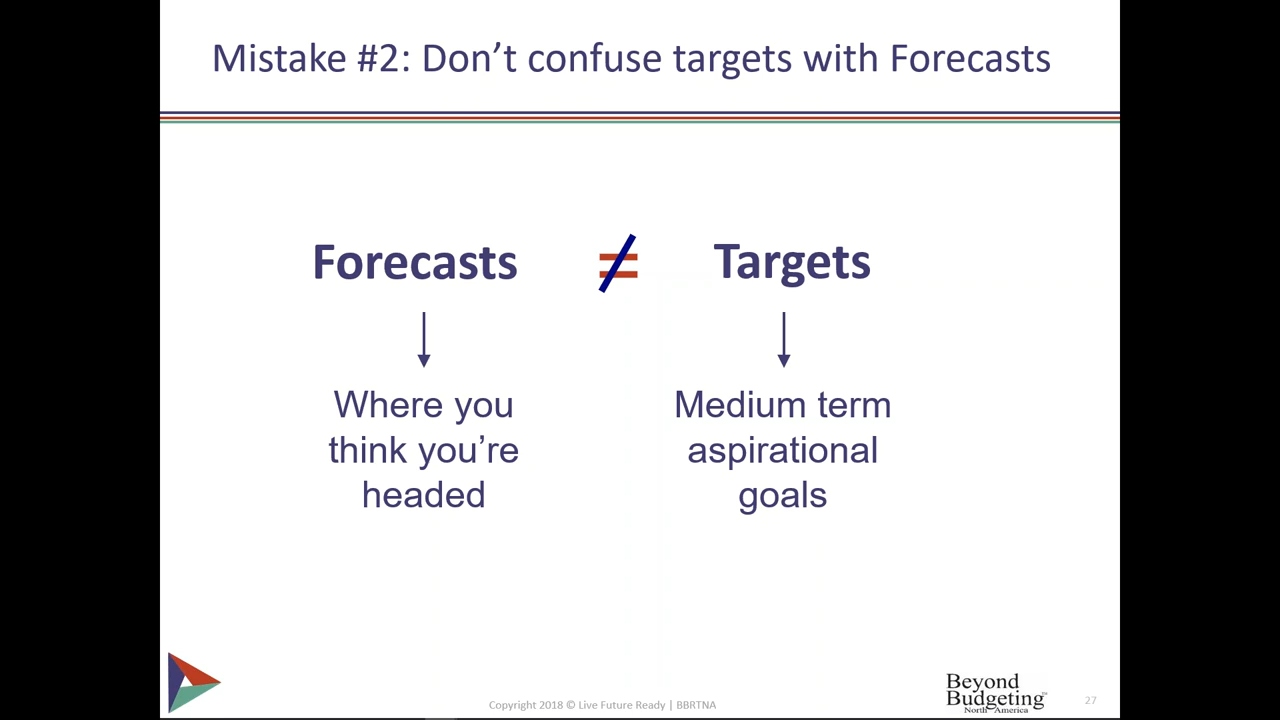 Mistake #2: Don’t confuse targets with Forecasts
Forecasts ≠ Targets
Where you
think you’re
headed
Medium term
aspirational
goals
Copyright 2018 © Live Future Ready | BBRTNA
Beyond
Budgeting™
North America
27